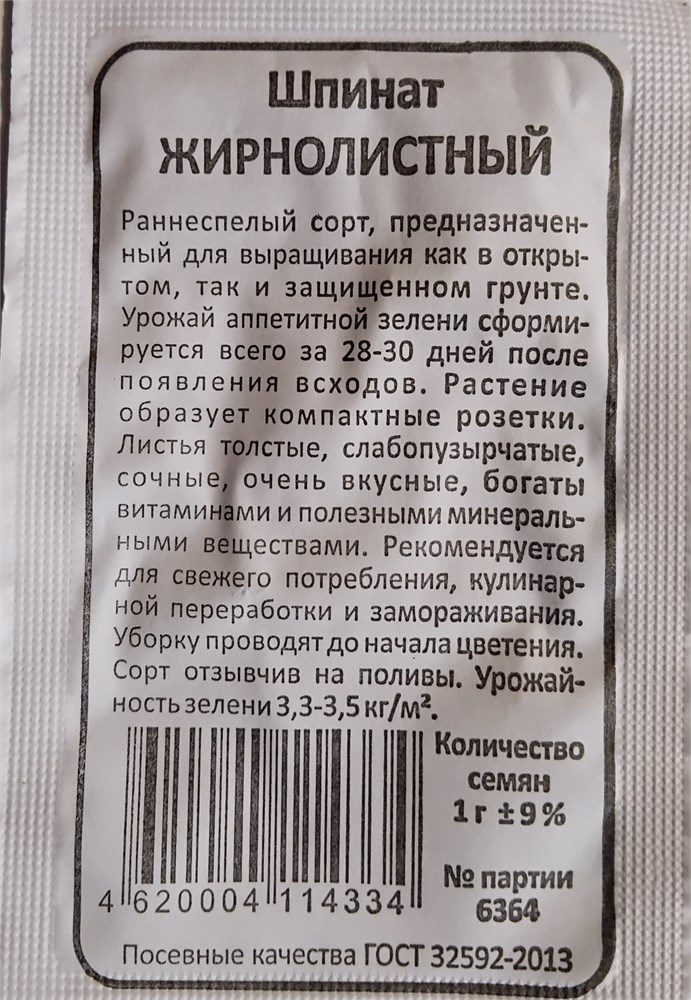 Шпинат
ЖИРНОЛИСТНЫЙ
Раннеспелый сорт, предназначен-
ный для выращивания как в откры-
том, так и защищенном грунте.
Урожай аппетитной зелени сформи-
руется всего за 28-30 дней после
появления всходов. Растение
образует компактные розетки.
Листья толстые, слабопузырчатые,
сочные, очень вкусные, богаты
витаминами и полезными минераль-
ными веществами. Рекомендуется
для свежего потребления, кулинар-
ной переработки и замораживания.
Уборку проводят до начала цветения.
Сорт отзывчив на поливы. Урожай-
ность зелени 3,3-3,5 кг/м².
Количество
семян
1 г ±9%
№ партии
6364
4 620004 114334
Посевные качества ГОСТ 32592-2013